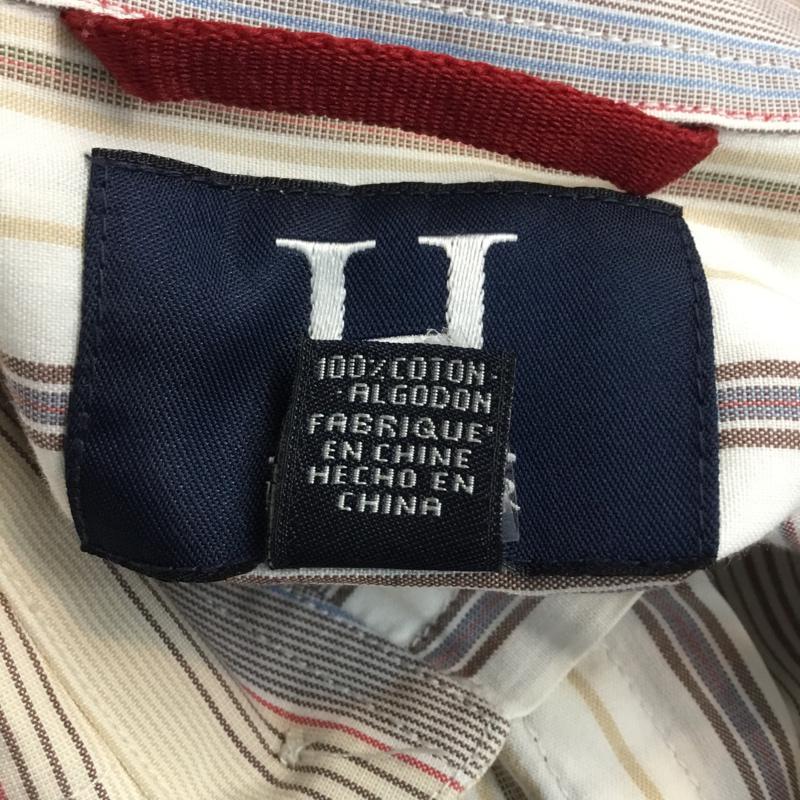 H
100% COTON-
-ALGODON
FABRIQUE'
EN CHINE
HECHO EN
CHINA